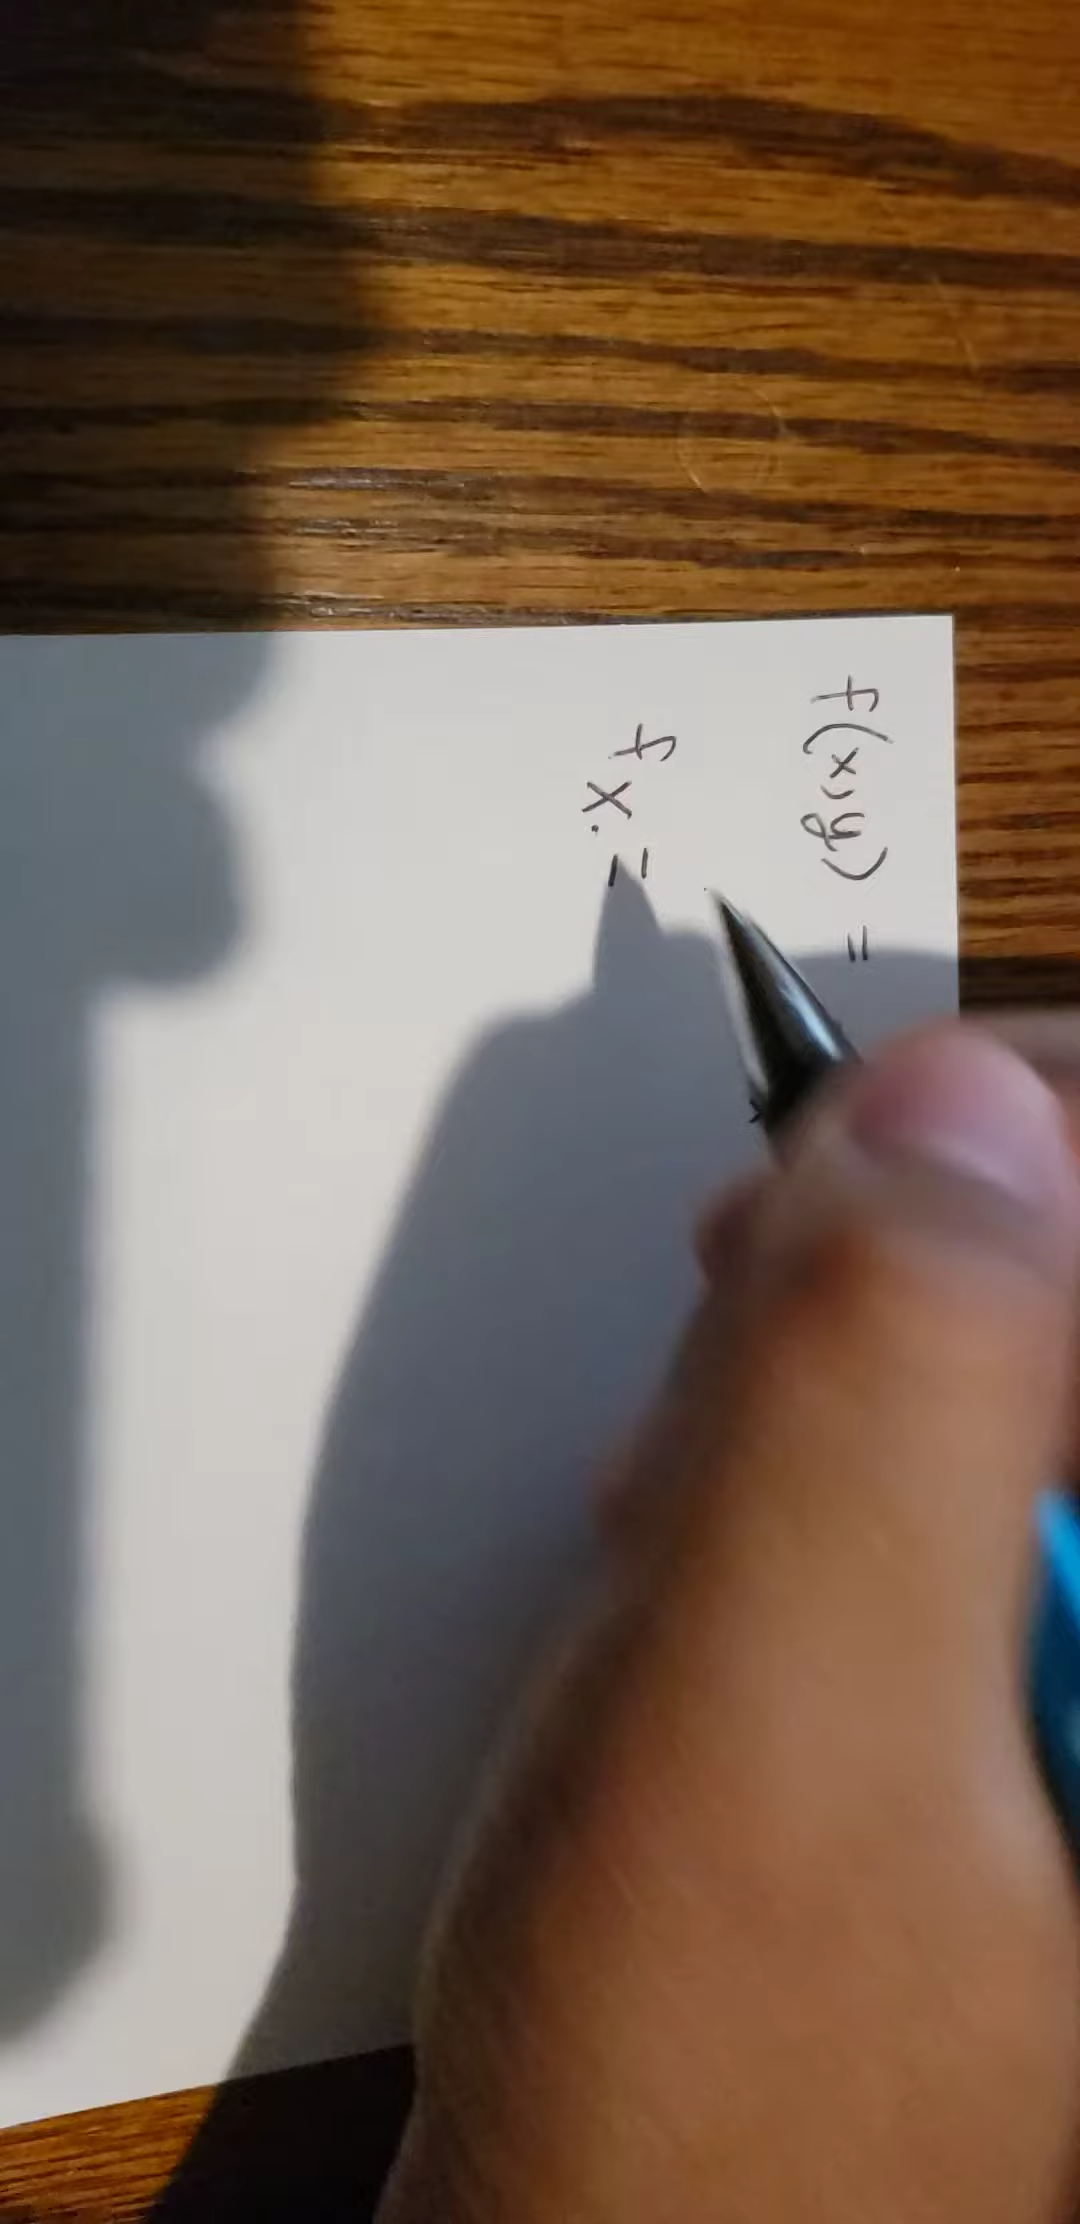 f(x,y) =
fx =